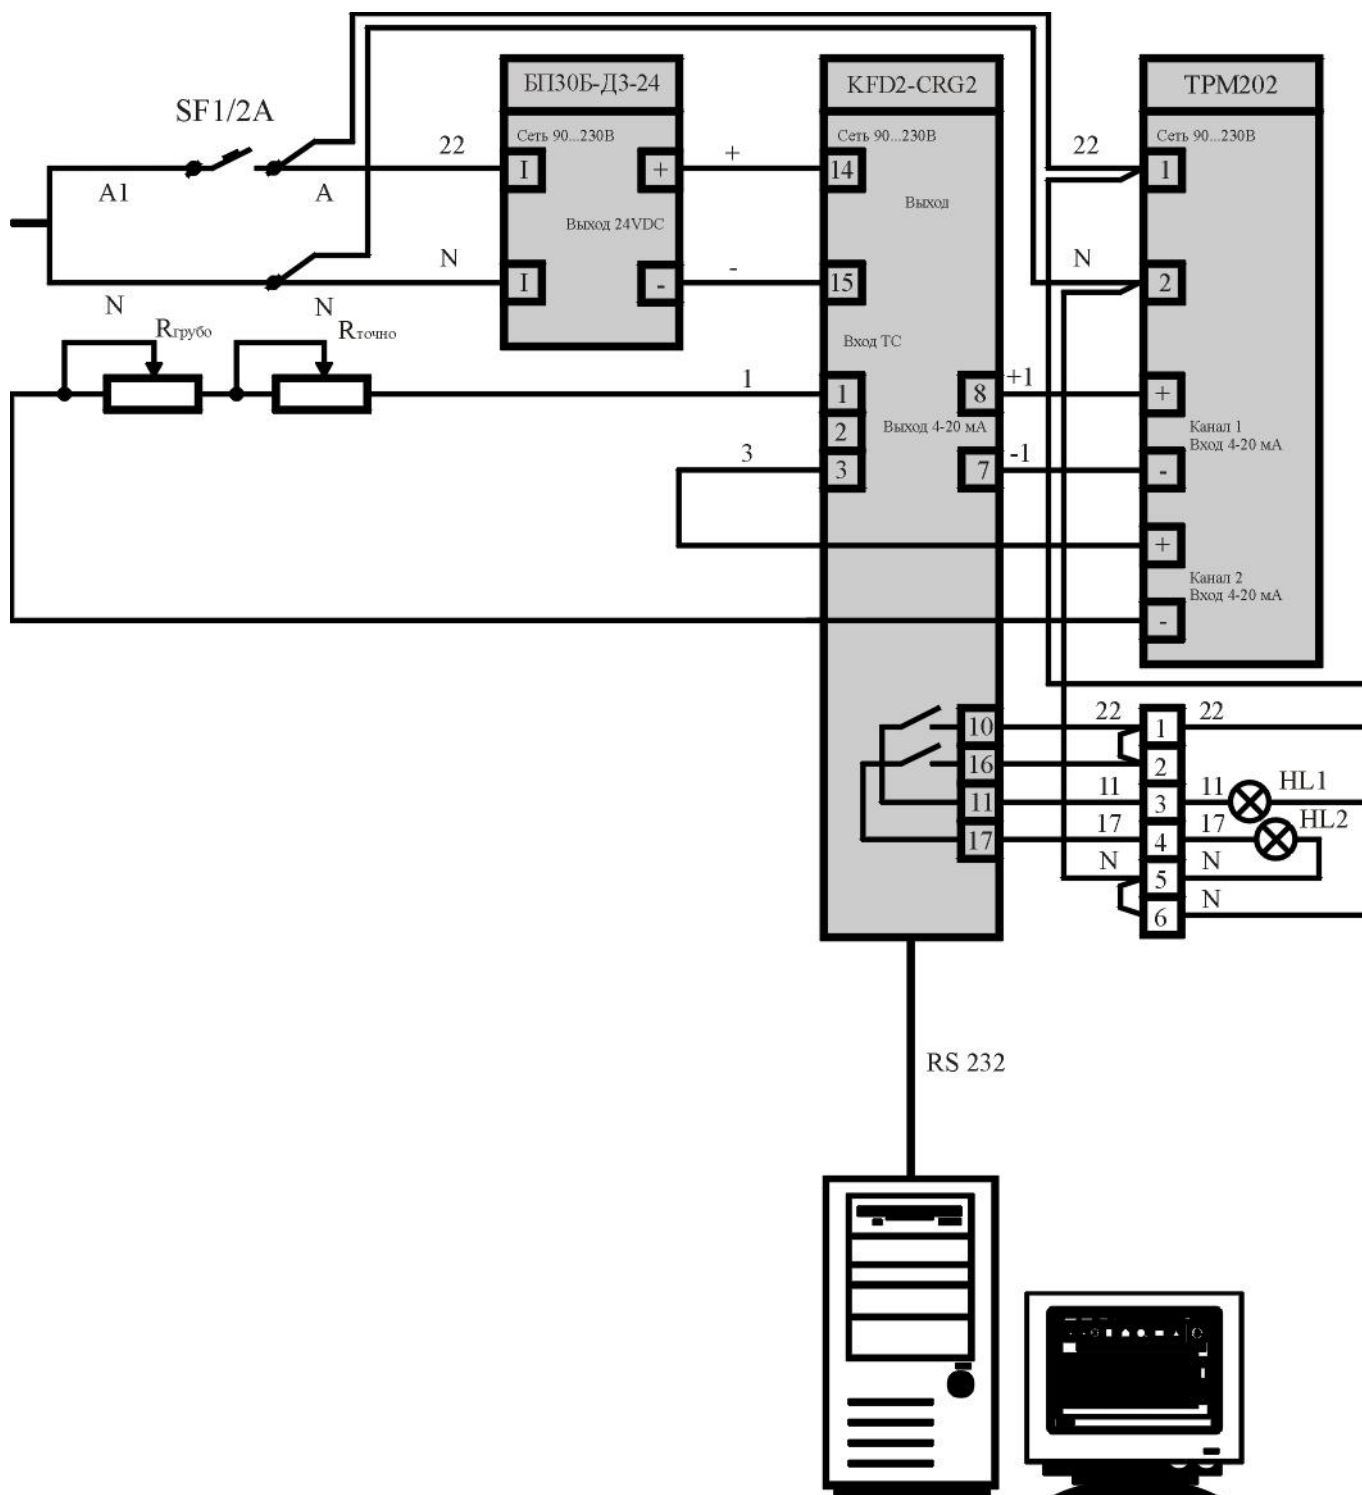 БП30Б-Д3-24
KFD2-CRG2
ТРМ202
SF1/2A
Сеть 90...230В
Сеть 90...230В
Сеть 90...230В
22
+
22
I
+
14
1
A1
A
Выход
Выход 24VDC
N
-
N
I
-
15
2
N
N
Rгрубо
Rточно
Вход ТС
1
1
8
+1
+
2
Выход 4-20 мА
Канал 1
Вход 4-20 мА
3
3
7
-1
-
+
Канал 2
Вход 4-20 мА
-
22
22
10
1
16
2
11
11
HL1
11
3
17
17
HL2
17
4
N
N
5
N
6
RS 232